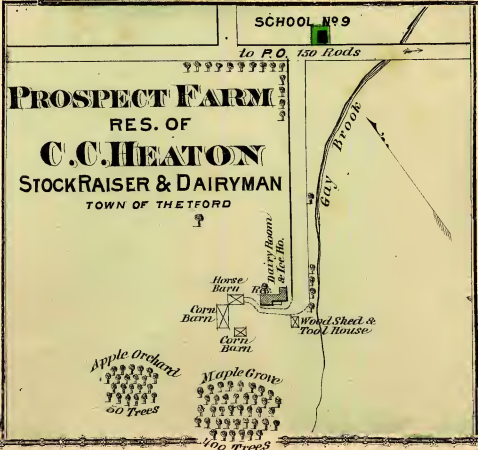 SCHOOL Nº 9
to P.O. 150 Rods
PROSPECT FARM
RES. OF
C.C. HEATON
STOCK RAISER & DAIRYMAN
TOWN OF THETFORD
Gay Brook
Dairy Room
& Ice Ho.
Horse
Barn
Corn
Barn
Corn
Barn
Wood Shed &
Tool House
Apple Orchard
60 Trees
Maple Grove
400 Trees